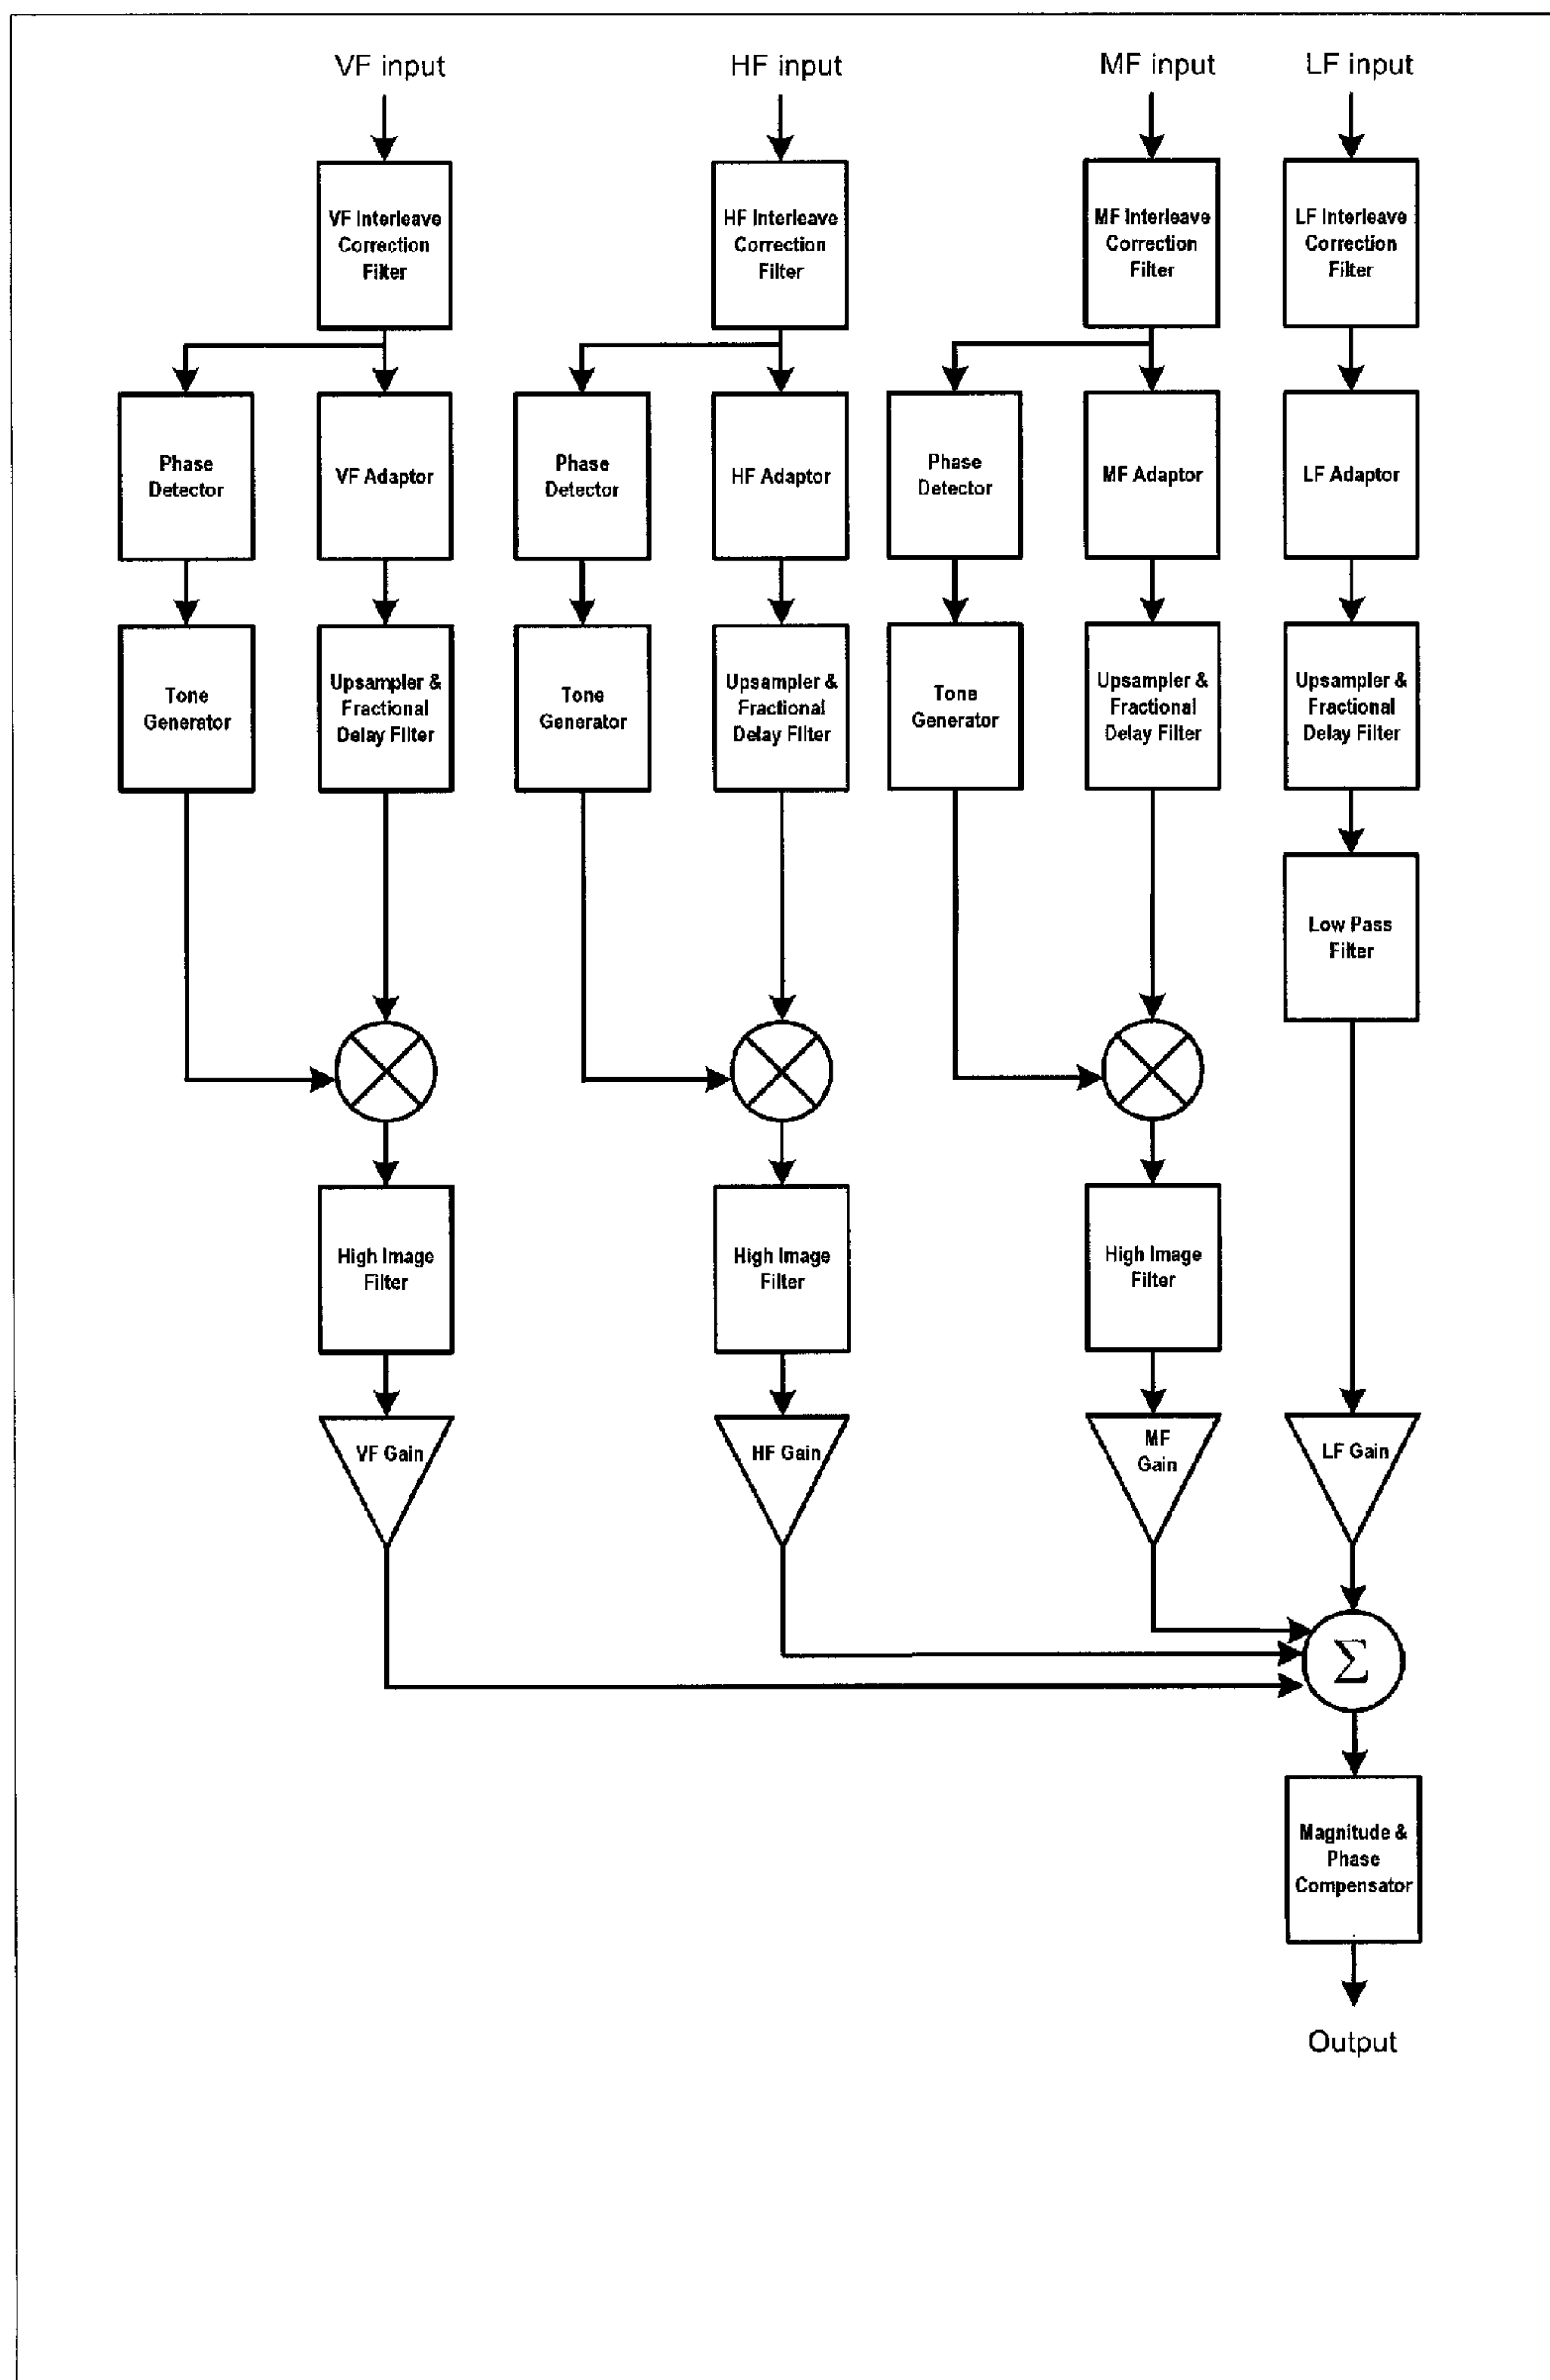 VF input
HF input
MF input
LF input
VF Interleave
Correction
Filter
HF Interleave
Correction
Filter
MF Interleave
Correction
Filter
LF Interleave
Correction
Filter
Phase
Detector
VF Adaptor
Phase
Detector
HF Adaptor
Phase
Detector
MF Adaptor
LF Adaptor
Tone
Generator
Upsampler &
Fractional
Delay Filter
Tone
Generator
Upsampler &
Fractional
Delay Filter
Tone
Generator
Upsampler &
Fractional
Delay Filter
Upsampler &
Fractional
Delay Filter
Low Pass
Filter
High Image
Filter
High Image
Filter
High Image
Filter
VF Gain
HF Gain
MF
Gain
LF Gain
Σ
Magnitude &
Phase
Compensator
Output